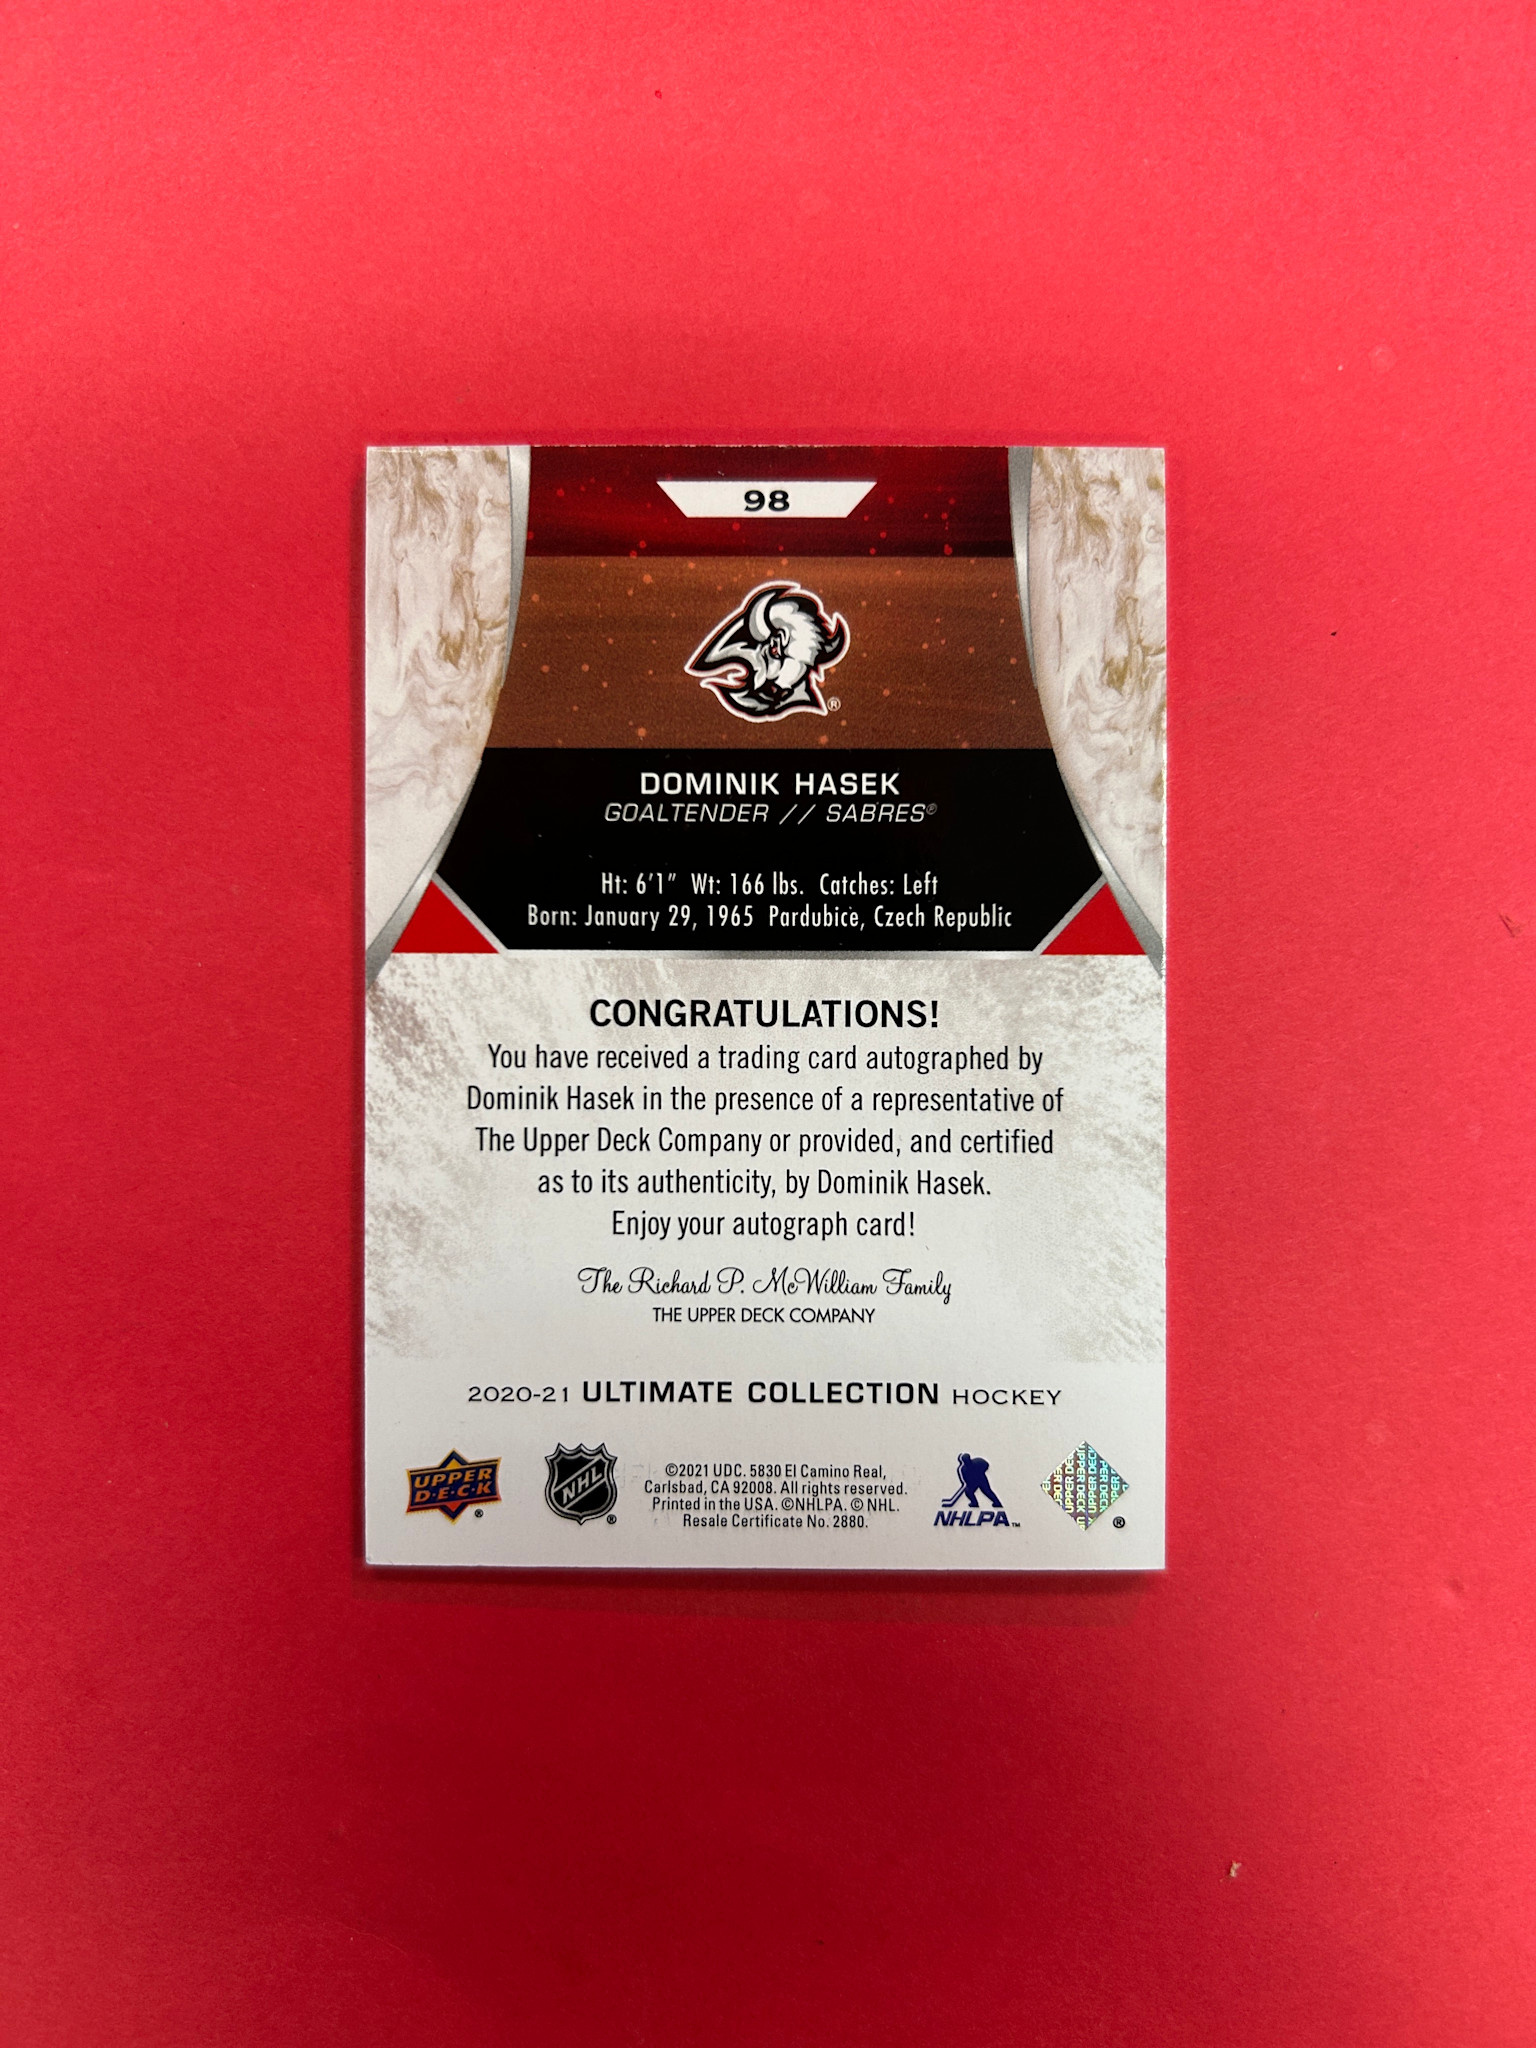 98
®
DOMINIK HASEK
GOALTENDER // SABRES®
Ht: 6'1" Wt: 166 lbs. Catches: Left
Born: January 29, 1965 Pardubice, Czech Republic
CONGRATULATIONS!
You have received a trading card autographed by
Dominik Hasek in the presence of a representative of
The Upper Deck Company or provided, and certified
as to its authenticity, by Dominik Hasek.
Enjoy your autograph card!
The Richard P. McWilliam Family
THE UPPER DECK COMPANY
2020-21 ULTIMATE COLLECTION HOCKEY
UPPER
D·E·C·K
®
NHL
®
©2021 UDC. 5830 El Camino Real,
Carlsbad, CA 92008. All rights reserved.
Printed in the USA. ©NHLPA. © NHL.
Resale Certificate No. 2880.
NHLPA™
UPPER DECK
®